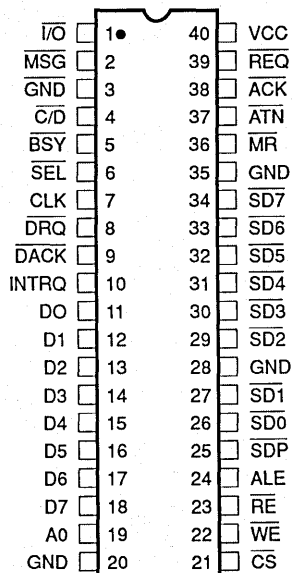 I/O 1 40 VCC
MSG 2 39 REQ
GND 3 38 ACK
C/D 4 37 ATN
BSY 5 36 MR
SEL 6 35 GND
CLK 7 34 SD7
DRQ 8 33 SD6
DACK 9 32 SD5
INTRQ 10 31 SD4
DO 11 30 SD3
D1 12 29 SD2
D2 13 28 GND
D3 14 27 SD1
D4 15 26 SD0
D5 16 25 SDP
D6 17 24 ALE
D7 18 23 RE
A0 19 22 WE
GND 20 21 CS